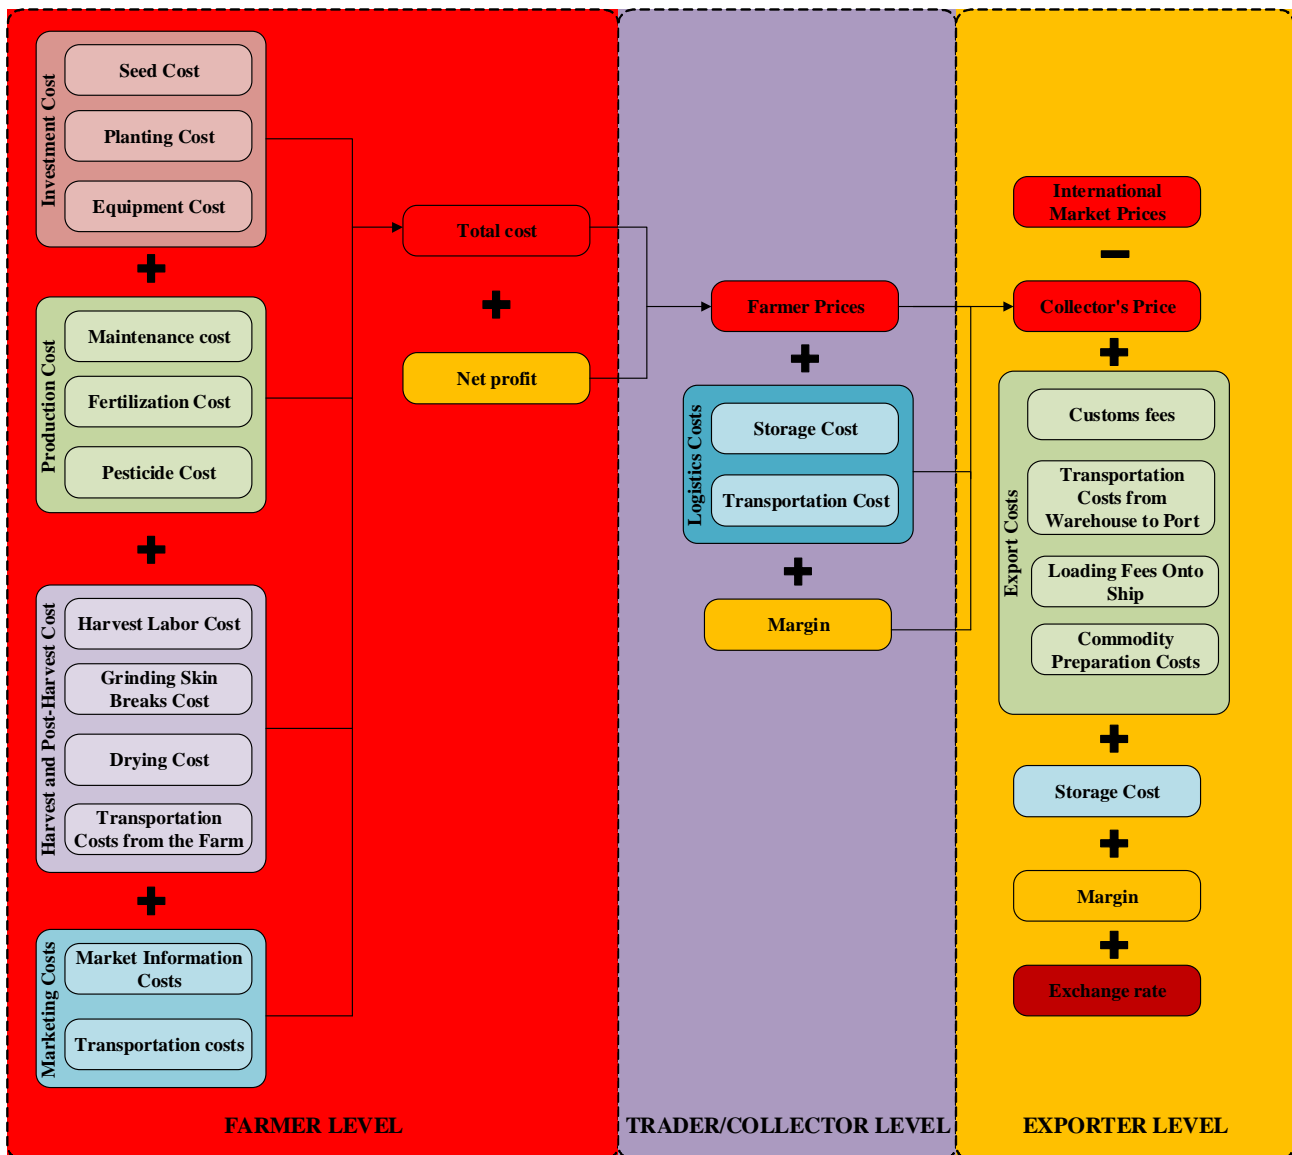 Investment Cost
Seed Cost
Planting Cost
Equipment Cost
Production Cost
Maintenance cost
Fertilization Cost
Pesticide Cost
Harvest and Post-Harvest Cost
Harvest Labor Cost
Grinding Skin
Breaks Cost
Drying Cost
Transportation
Costs from the Farm
Marketing Costs
Market Information
Costs
Transportation costs
Total cost
Net profit
FARMER LEVEL
Farmer Prices
Logistics Costs
Storage Cost
Transportation Cost
Margin
TRADER/COLLECTOR LEVEL
International
Market Prices
Collector's Price
Export Costs
Customs fees
Transportation
Costs from
Warehouse to Port
Loading Fees Onto
Ship
Commodity
Preparation Costs
Storage Cost
Margin
Exchange rate
EXPORTER LEVEL